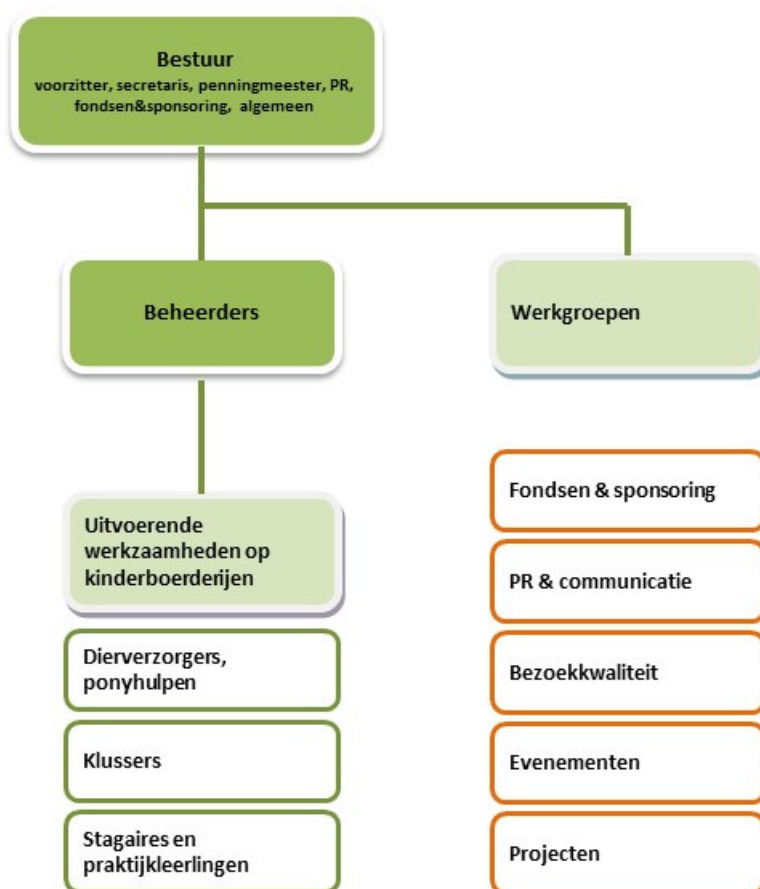 Bestuur
voorzitter, secretaris, penningmeester, PR,
fondsen&sponsoring, algemeen
Beheerders
Werkgroepen
Uitvoerende
werkzaamheden op
kinderboerderijen
Dierverzorgers,
ponyhulpen
Klussers
Stagaires en
praktijkleerlingen
Fondsen & sponsoring
PR & communicatie
Bezoekkwaliteit
Evenementen
Projecten